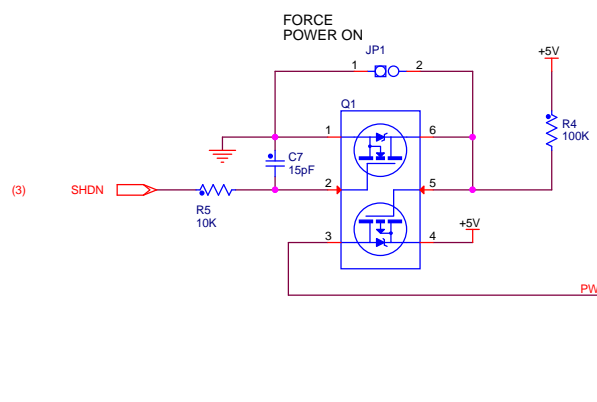 FORCE
POWER ON
JP1
1
2
+5V
Q1
1
6
R4
100K
C7
15pF
(3)
SHDN
2
5
R5
10K
+5V
3
4
PW